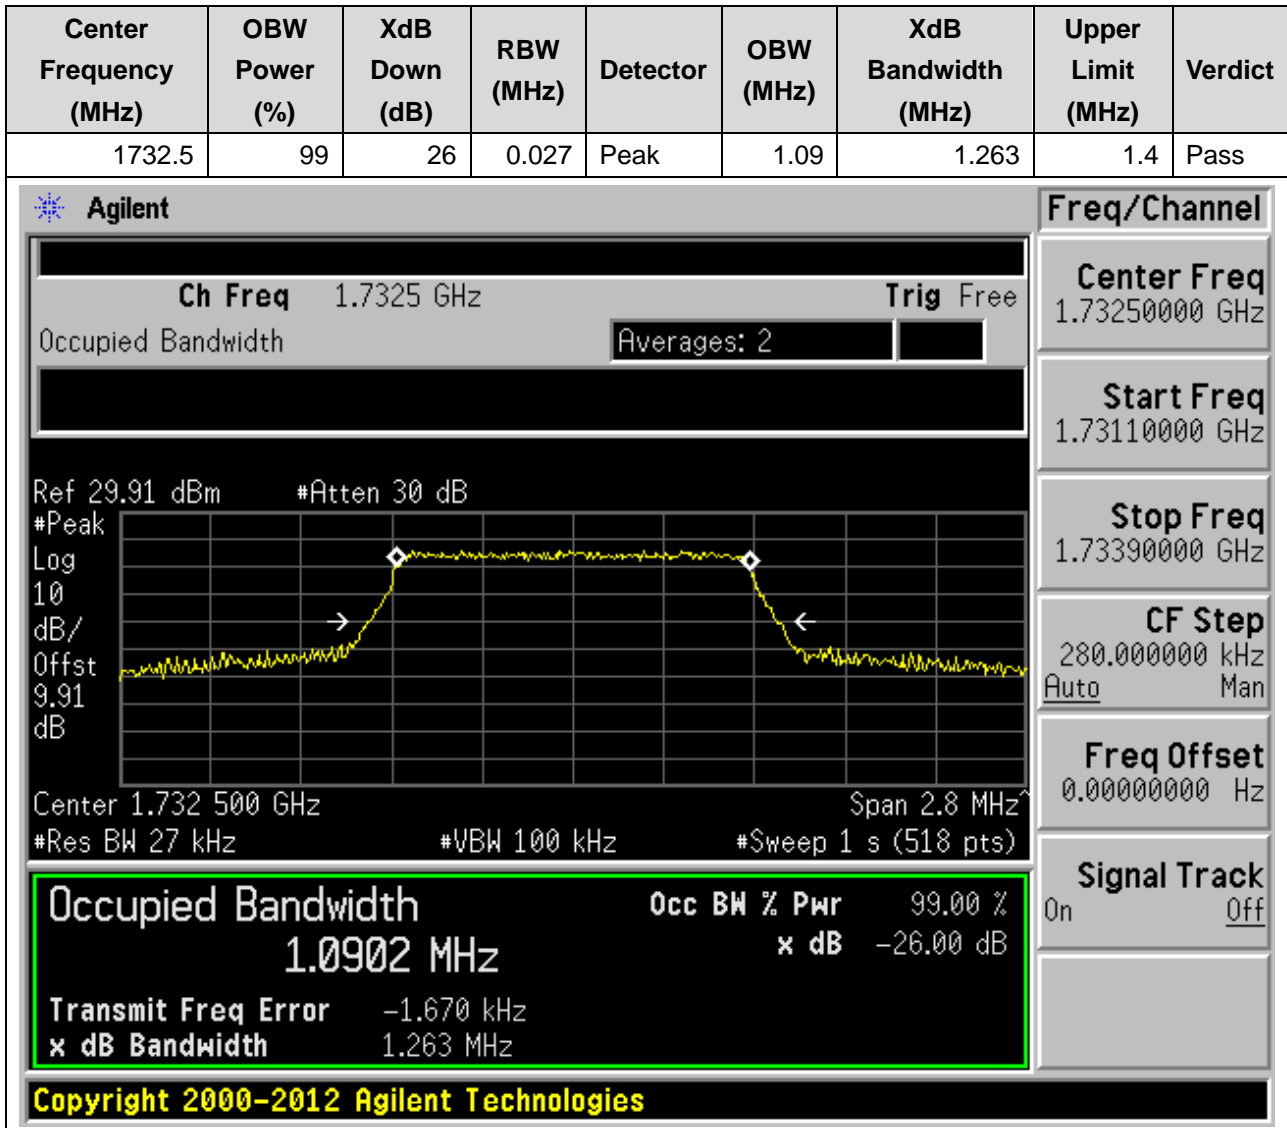 Center Frequency (MHz) OBW Power (%) XdB Down (dB) RBW (MHz) Detector OBW (MHz) XdB Bandwidth (MHz) Upper Limit (MHz) Verdict
1732.5 99 26 0.027 Peak 1.09 1.263 1.4 Pass
Agilent
Freq/Channel
Ch Freq 1.7325 GHz Trig Free
Occupied Bandwidth Averages: 2
Center Freq
1.73250000 GHz
Start Freq
1.73110000 GHz
Stop Freq
1.73390000 GHz
CF Step
280.000000 kHz
Auto Man
Freq Offset
0.00000000 Hz
Signal Track
On Off
Ref 29.91 dBm #Atten 30 dB
#Peak
Log
10
dB/
Offst
9.91
dB
Center 1.732 500 GHz Span 2.8 MHz^
#Res BW 27 kHz #VBW 100 kHz #Sweep 1 s (518 pts)
Occupied Bandwidth Occ BW % Pwr 99.00 %
1.0902 MHz x dB -26.00 dB
Transmit Freq Error -1.670 kHz
x dB Bandwidth 1.263 MHz
Copyright 2000-2012 Agilent Technologies